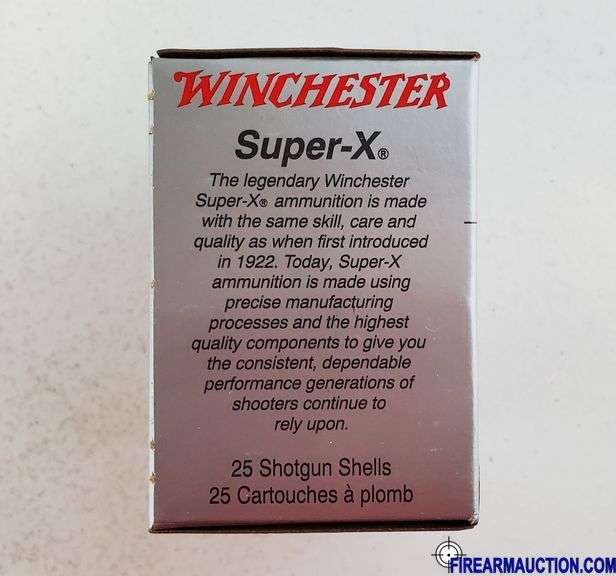 WINCHESTER
Super-X®
The legendary Winchester
Super-X® ammunition is made
with the same skill, care and
quality as when first introduced
in 1922. Today, Super-X
ammunition is made using
precise manufacturing
processes and the highest
quality components to give you
the consistent, dependable
performance generations of
shooters continue to
rely upon.
25 Shotgun Shells
25 Cartouches à plomb
FIREARMAUCTION.COM